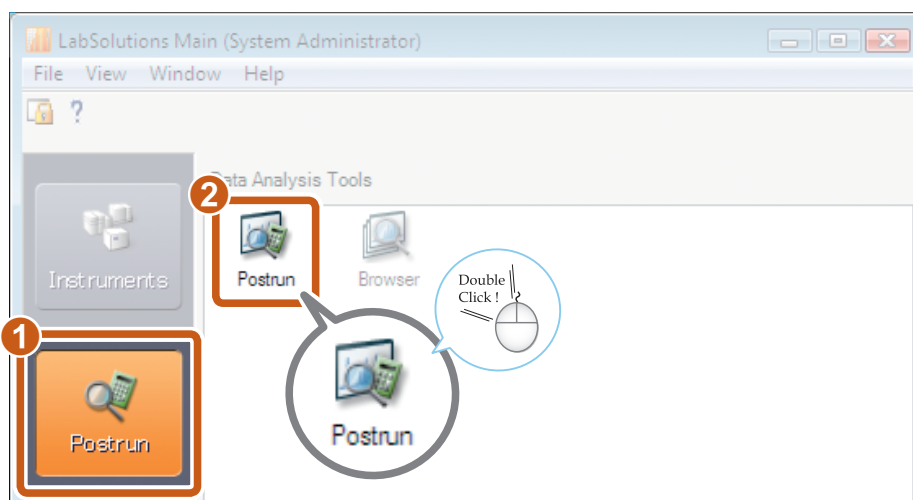 LabSolutions Main (System Administrator)
File View Window Help
?
Data Analysis Tools
2
Instruments
Postrun
Browser
Double
Click !
1
Postrun
Postrun